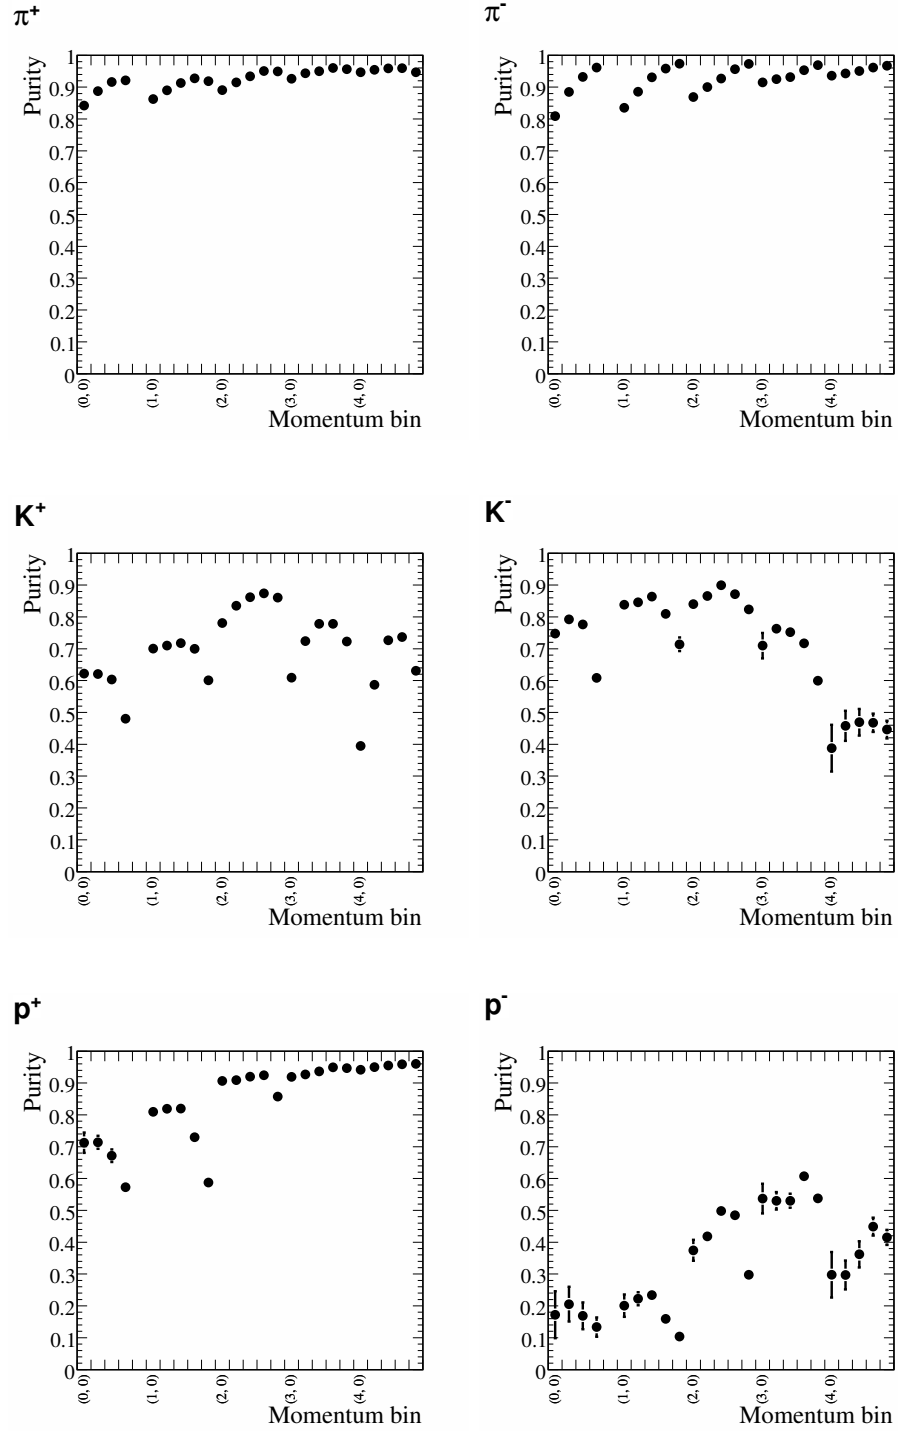 π+ π-
Purity Purity
1 1
0.9 0.9
0.8 0.8
0.7 0.7
0.6 0.6
0.5 0.5
0.4 0.4
0.3 0.3
0.2 0.2
0.1 0.1
0 0
(0, 0) (1, 0) (2, 0) (3, 0) (4, 0) (0, 0) (1, 0) (2, 0) (3, 0) (4, 0)
Momentum bin Momentum bin
K+ K-
Purity Purity
1 1
0.9 0.9
0.8 0.8
0.7 0.7
0.6 0.6
0.5 0.5
0.4 0.4
0.3 0.3
0.2 0.2
0.1 0.1
0 0
(0, 0) (1, 0) (2, 0) (3, 0) (4, 0) (0, 0) (1, 0) (2, 0) (3, 0) (4, 0)
Momentum bin Momentum bin
p+ p-
Purity Purity
1 1
0.9 0.9
0.8 0.8
0.7 0.7
0.6 0.6
0.5 0.5
0.4 0.4
0.3 0.3
0.2 0.2
0.1 0.1
0 0
(0, 0) (1, 0) (2, 0) (3, 0) (4, 0) (0, 0) (1, 0) (2, 0) (3, 0) (4, 0)
Momentum bin Momentum bin